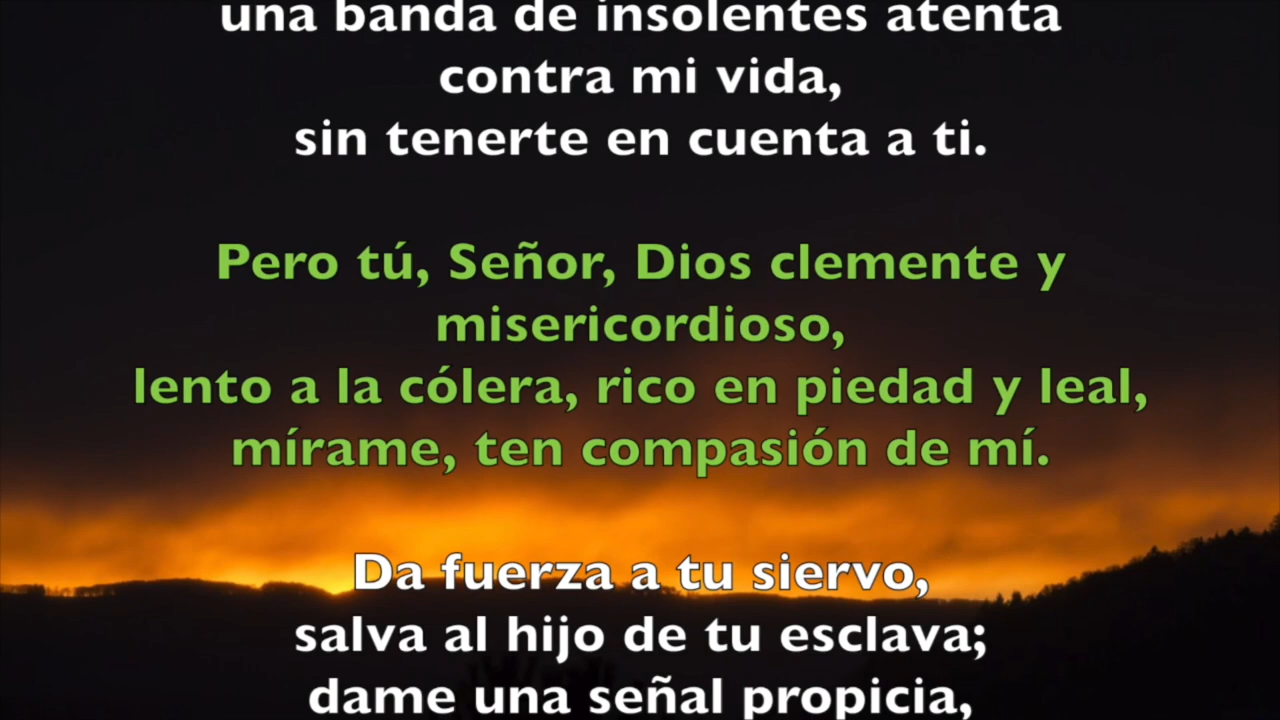 una banda de insolentes atenta
contra mi vida,
sin tenerte en cuenta a ti.
Pero tú, Señor, Dios clemente y
misericordioso,
lento a la cólera, rico en piedad y leal,
mírame, ten compasión de mí.
Da fuerza a tu siervo,
salva al hijo de tu esclava;
dame una señal propicia,